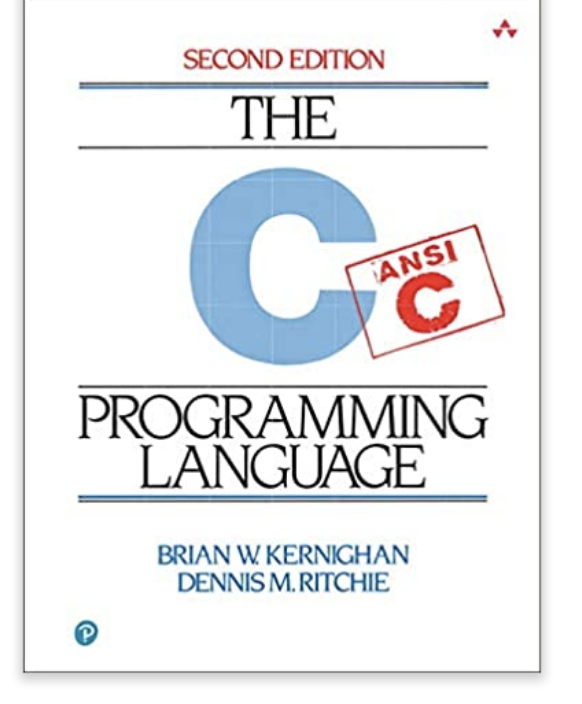 SECOND EDITION
THE
C
ANSI
C
PROGRAMMING
LANGUAGE
BRIAN W. KERNIGHAN
DENNIS M. RITCHIE
P